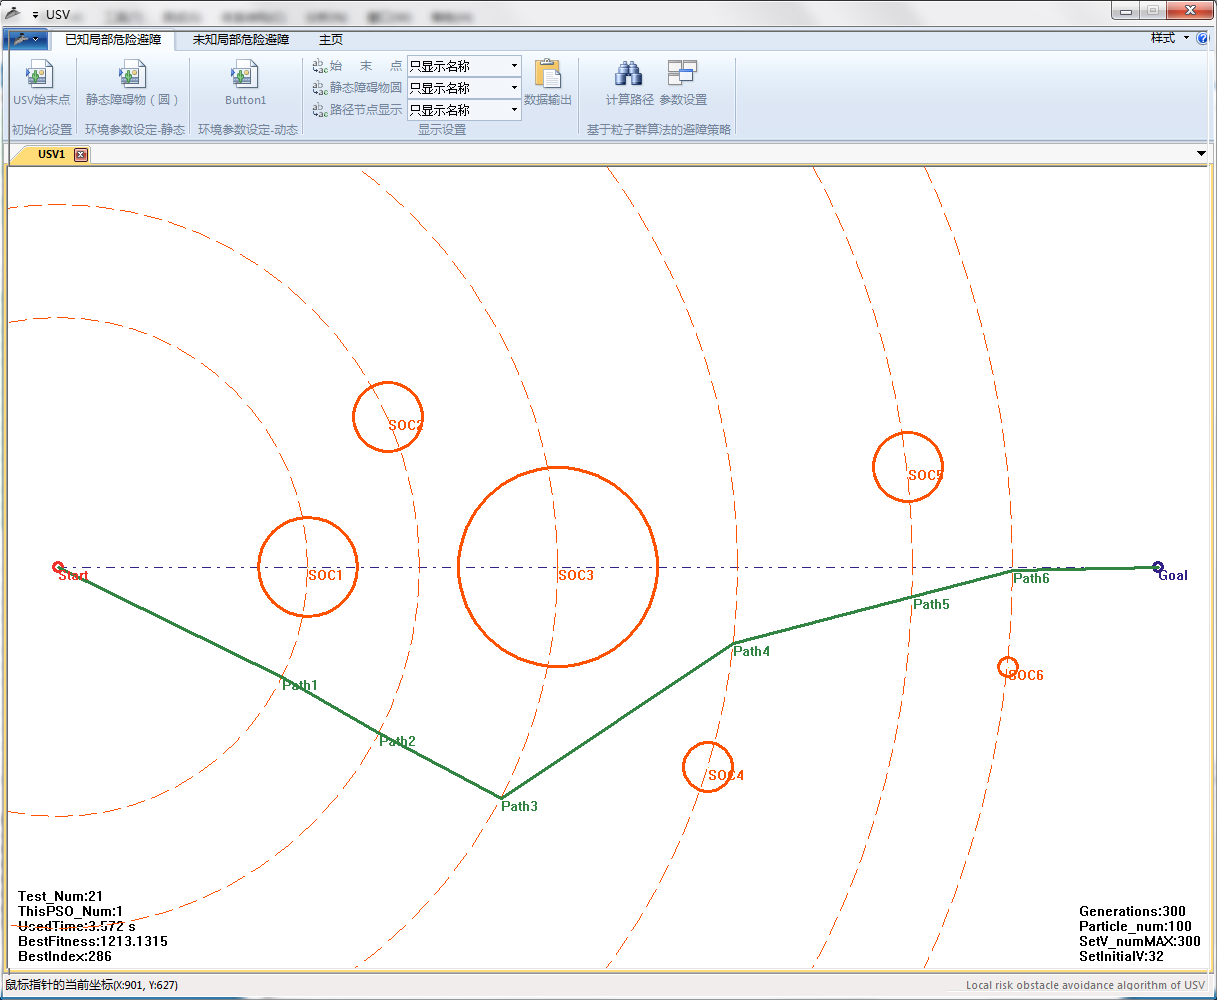 USV
已知局部危险避障 未知局部危险避障 主页 样式
始 末 点 只显示名称
静态障碍物圆 只显示名称
路径节点显示 只显示名称
USV始末点 静态障碍物（圆） Button1 数据输出 计算路径 参数设置
初始化设置 环境参数设定-静态 环境参数设定-动态 显示设置 基于粒子群算法的避障策略
USV1
SOC2
SOC5
Start SOC1 SOC3 Goal
Path6
Path5
Path4
SOC6
Path1
Path2
SOC4
Path3
Test_Num:21
ThisPSO_Num:1
UsedTime:3.572 s
BestFitness:1213.1315
BestIndex:286
Generations:300
Particle_num:100
SetV_numMAX:300
SetInitialV:32
鼠标指针的当前坐标(X:901, Y:627) Local risk obstacle avoidance algorithm of USV